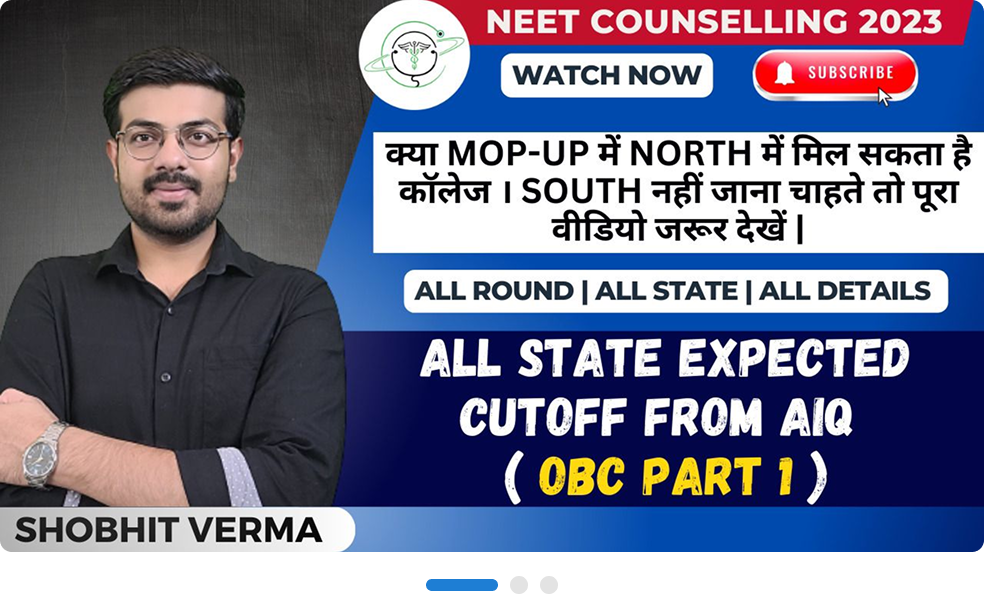 NEET COUNSELLING 2023
WATCH NOW
SUBSCRIBE
क्या MOP-UP में NORTH में मिल सकता है
कॉलेज । SOUTH नहीं जाना चाहते तो पूरा
वीडियो जरूर देखें |
ALL ROUND | ALL STATE | ALL DETAILS
ALL STATE EXPECTED
CUTOFF FROM AIQ
( OBC PART 1 )
SHOBHIT VERMA